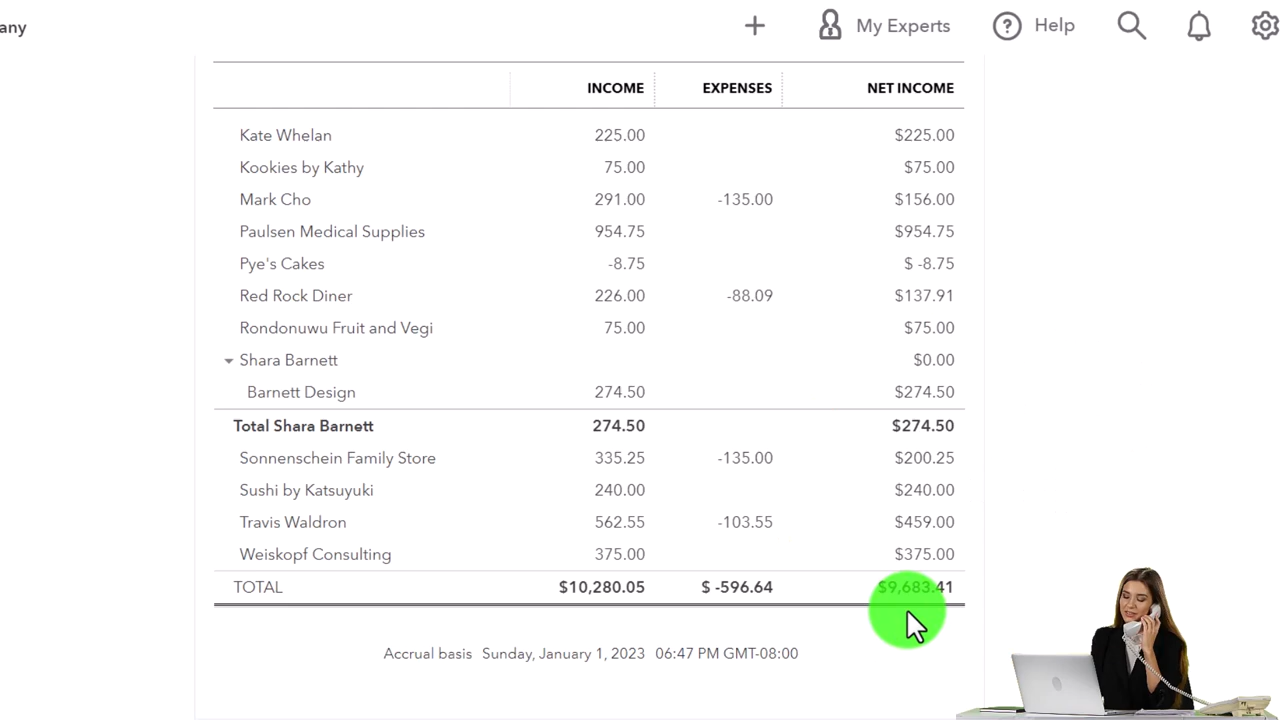 any + My Experts ? Help
INCOME EXPENSES NET INCOME
Kate Whelan 225.00 $225.00
Kookies by Kathy 75.00 $75.00
Mark Cho 291.00 -135.00 $156.00
Paulsen Medical Supplies 954.75 $954.75
Pye's Cakes -8.75 $ -8.75
Red Rock Diner 226.00 -88.09 $137.91
Rondonuwu Fruit and Vegi 75.00 $75.00
Shara Barnett $0.00
Barnett Design 274.50 $274.50
Total Shara Barnett 274.50 $274.50
Sonnenschein Family Store 335.25 -135.00 $200.25
Sushi by Katsuyuki 240.00 $240.00
Travis Waldron 562.55 -103.55 $459.00
Weiskopf Consulting 375.00 $375.00
TOTAL $10,280.05 $ -596.64 $9,683.41
Accrual basis Sunday, January 1, 2023 06:47 PM GMT-08:00